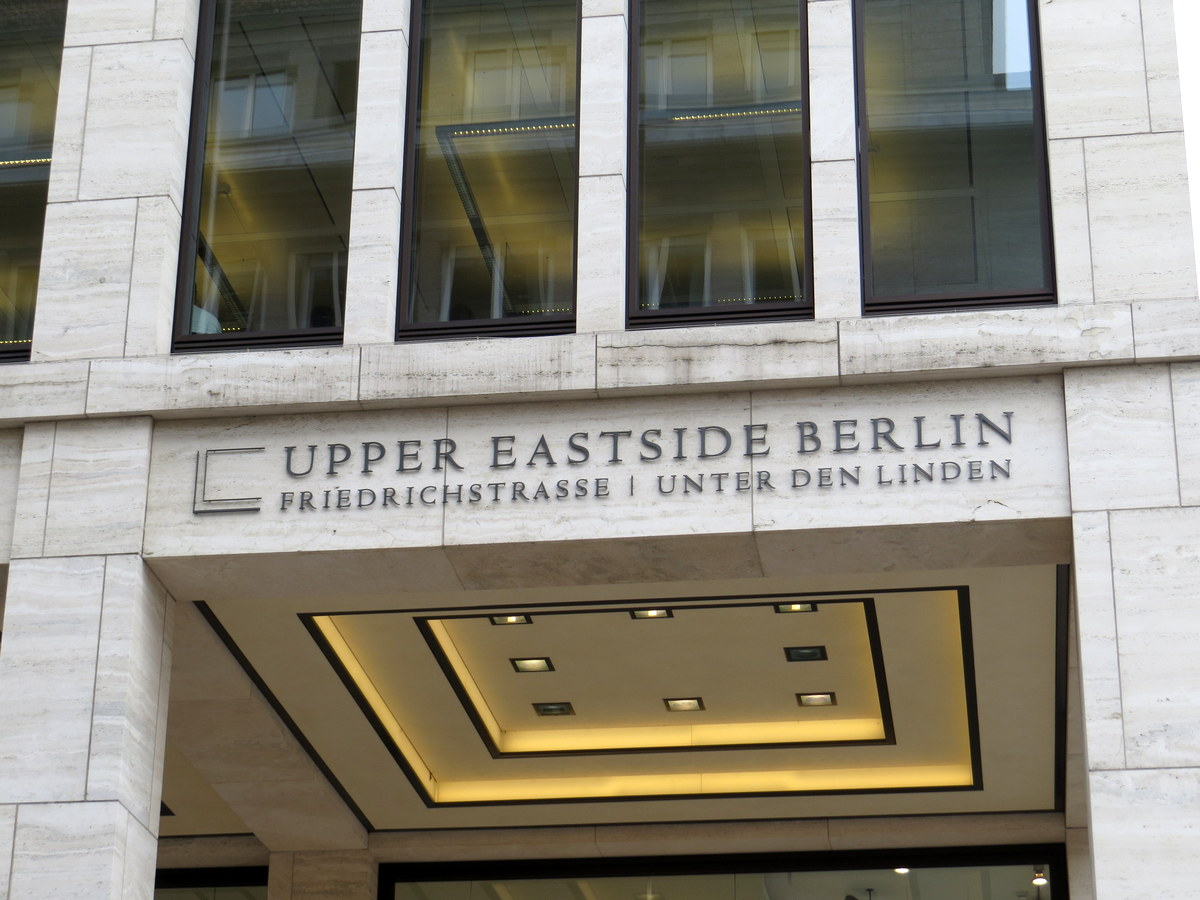 UPPER EASTSIDE BERLIN
FRIEDRICHSTRASSE | UNTER DEN LINDEN